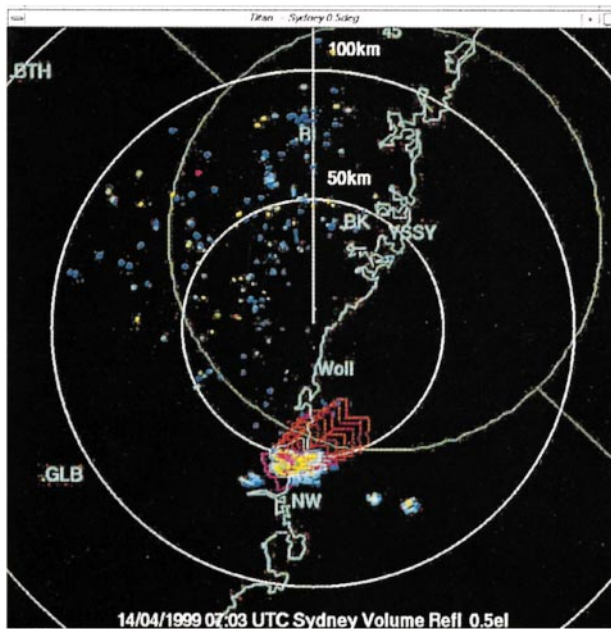 Titan - Sydney 0.5deg
45
100km
BTH
50km
BK
YSSY
Woll
GLB
NW
14/04/1999 07:03 UTC Sydney Volume Refl 0.5el